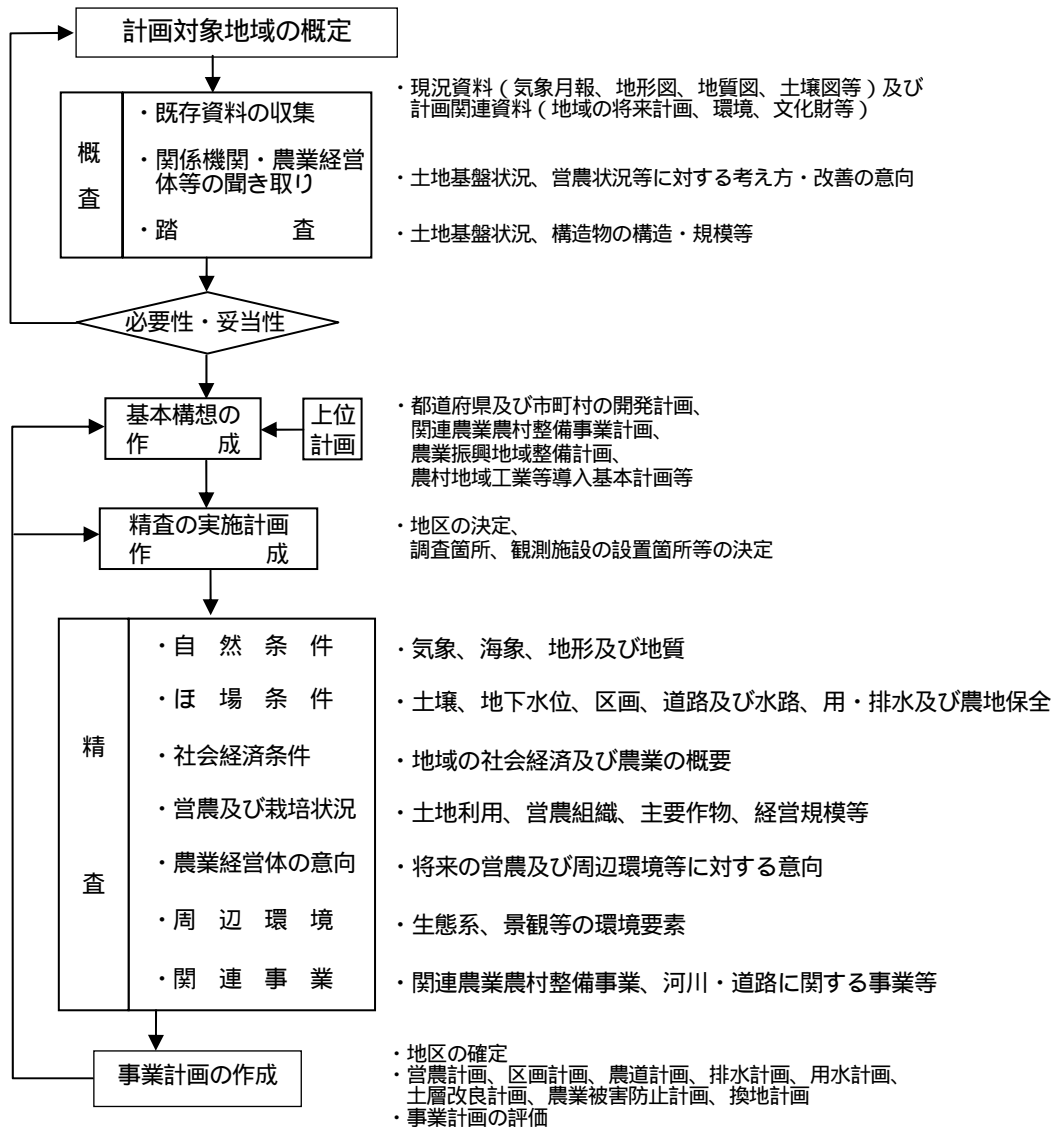 計画対象地域の概定
概
査
・既存資料の収集
・関係機関・農業経営
体等の聞き取り
・踏 査
・現況資料(気象月報、地形図、地質図、土壌図等)及び
計画関連資料(地域の将来計画、環境、文化財等)
・土地基盤状況、営農状況等に対する考え方・改善の意向
・土地基盤状況、構造物の構造・規模等
必要性・妥当性
基本構想の
作 成
上位
計画
・都道府県及び市町村の開発計画、
関連農業農村整備事業計画、
農業振興地域整備計画、
農村地域工業等導入基本計画等
精査の実施計画
作 成
・地区の決定、
調査箇所、観測施設の設置箇所等の決定
精
査
・自 然 条 件
・気象、海象、地形及び地質
・ほ 場 条 件
・土壌、地下水位、区画、道路及び水路、用・排水及び農地保全
・社会経済条件
・地域の社会経済及び農業の概要
・営農及び栽培状況
・土地利用、営農組織、主要作物、経営規模等
・農業経営体の意向
・将来の営農及び周辺環境等に対する意向
・周 辺 環 境
・生態系、景観等の環境要素
・関 連 事 業
・関連農業農村整備事業、河川・道路に関する事業等
事業計画の作成
・地区の確定
・営農計画、区画計画、農道計画、排水計画、用水計画、
土層改良計画、農業被害防止計画、換地計画
・事業計画の評価